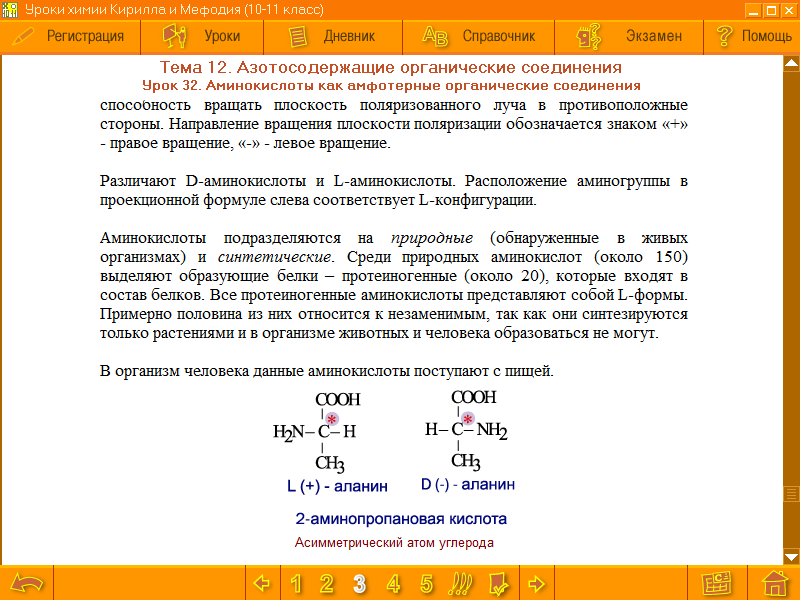 Уроки химии Кирилла и Мефодия (10-11 класс)
Регистрация Уроки Дневник Справочник Экзамен Помощь
Тема 12. Азотосодержащие органические соединения
Урок 32. Аминокислоты как амфотерные органические соединения
способность вращать плоскость поляризованного луча в противоположные
стороны. Направление вращения плоскости поляризации обозначается знаком «+»
- правое вращение, «-» - левое вращение.
Различают D-аминокислоты и L-аминокислоты. Расположение аминогруппы в
проекционной формуле слева соответствует L-конфигурации.
Аминокислоты подразделяются на природные (обнаруженные в живых
организмах) и синтетические. Среди природных аминокислот (около 150)
выделяют образующие белки – протеиногенные (около 20), которые входят в
состав белков. Все протеиногенные аминокислоты представляют собой L-формы.
Примерно половина из них относится к незаменимым, так как они синтезируются
только растениями и в организме животных и человека образоваться не могут.
В организм человека данные аминокислоты поступают с пищей.
COOH COOH
* *
H2N – C – H H – C – NH2
CH3 CH3
L (+) - аланин D (-) - аланин
2-аминопропановая кислота
Асимметрический атом углерода
1 2 3 4 5